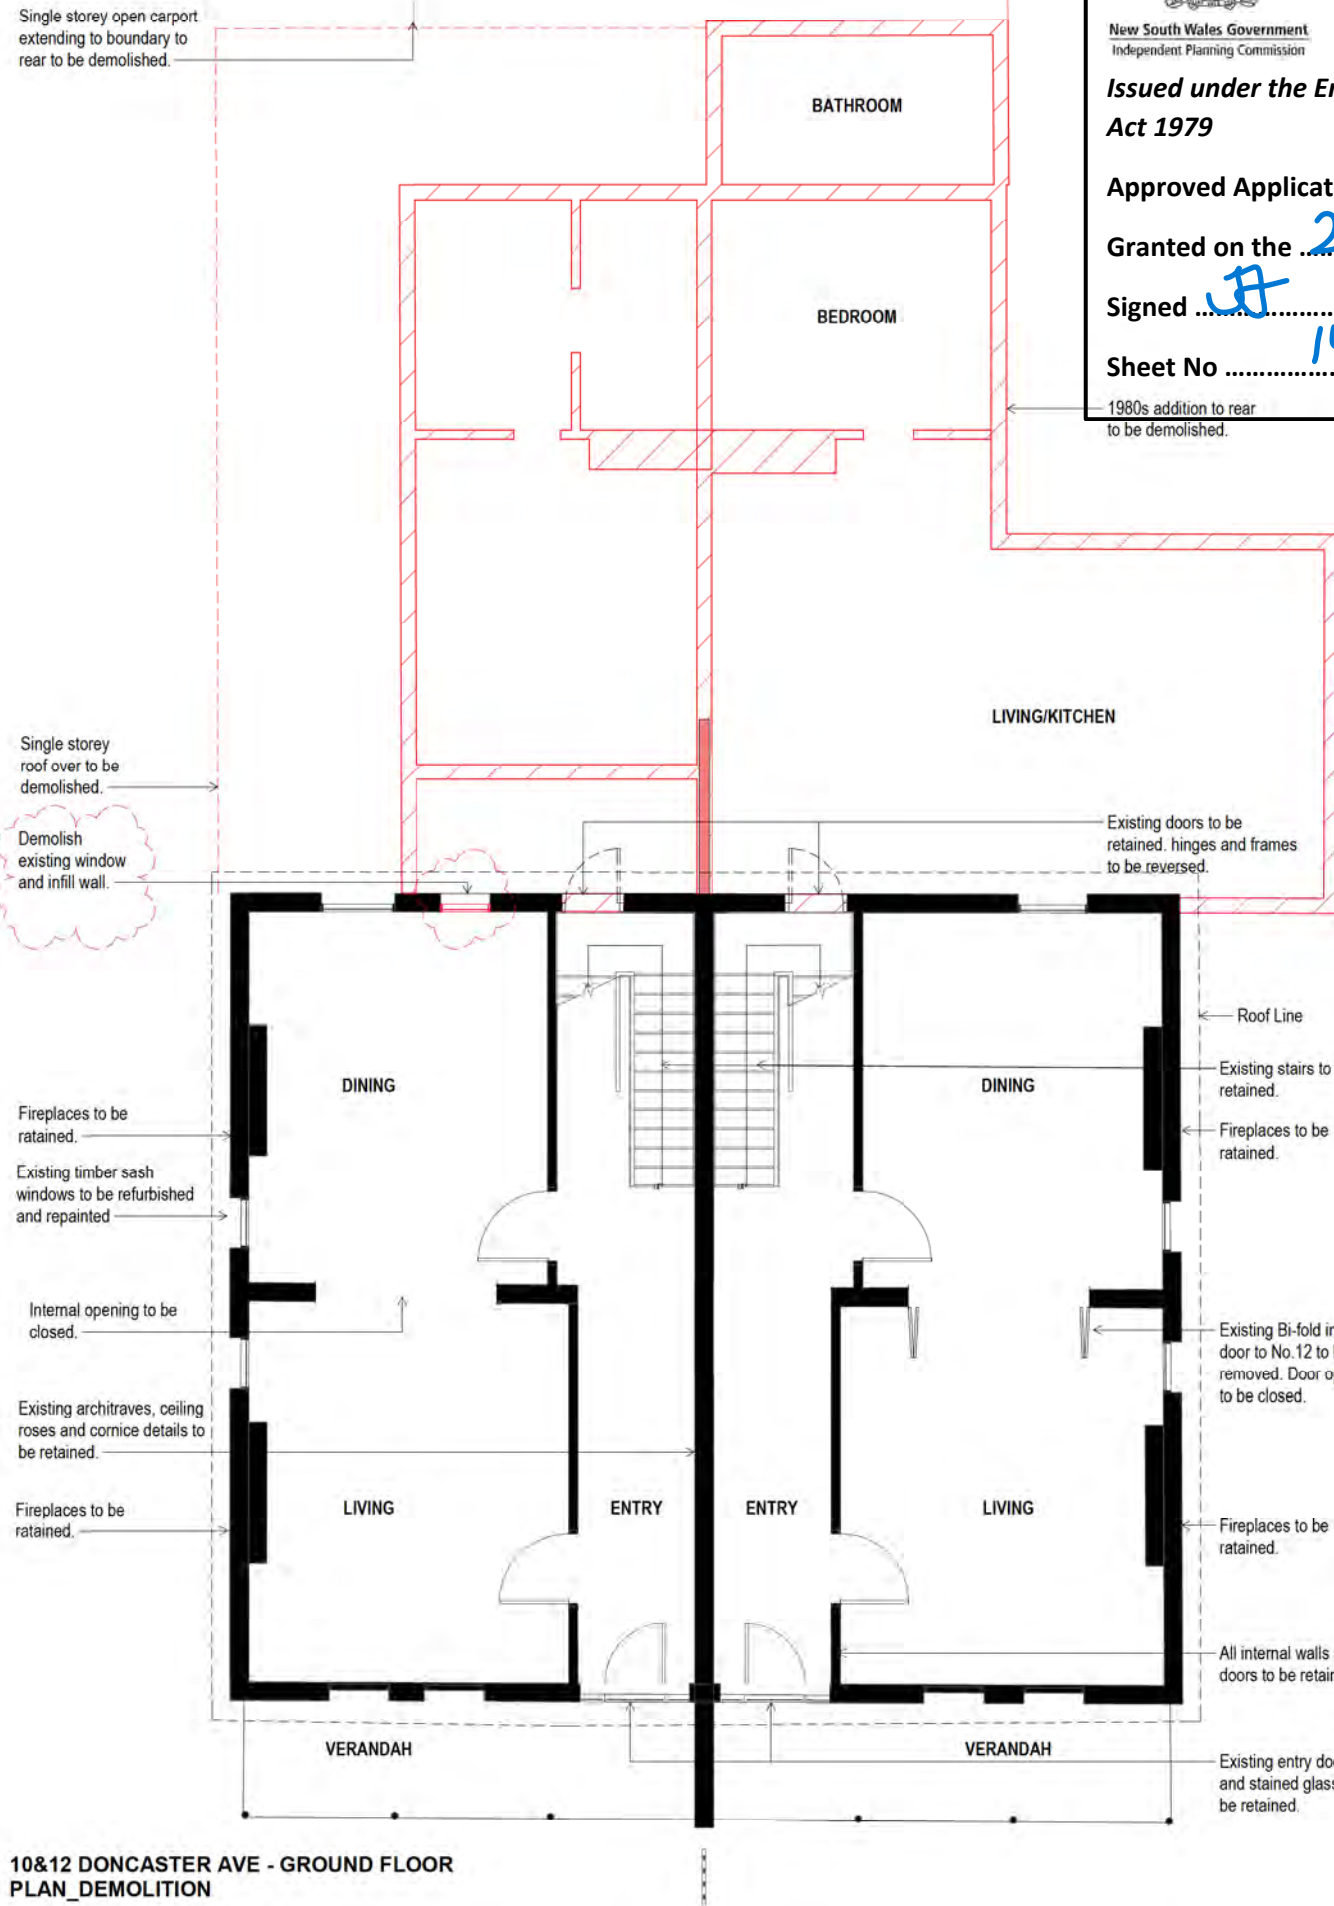 Single storey open carport
extending to boundary to
rear to be demolished.
New South Wales Government
Independent Planning Commission
Issued under the
Act 1979
Approved
Granted on the
Signed
Sheet No
BATHROOM
BEDROOM
1980s addition to rear
to be demolished.
LIVING/KITCHEN
Single storey
roof over to be
demolished.
Demolish
existing window
and infill wall.
Existing doors to be
retained. hinges and frames
to be reversed.
Roof Line
Existing stairs to
retained.
DINING
DINING
Fireplaces to be
ratained.
Fireplaces to be
ratained.
Existing timber sash
windows to be refurbished
and repainted
Internal opening to be
closed.
Existing Bi-fold
door to No.12 to
removed. Door
to be closed.
Existing architraves, ceiling
roses and cornice details to
be retained.
Fireplaces to be
ratained.
LIVING
ENTRY
ENTRY
LIVING
Fireplaces to be
ratained.
All internal walls
doors to be
VERANDAH
VERANDAH
Existing entry
and stained
be retained.
10&12 DONCASTER AVE - GROUND FLOOR
PLAN_DEMOLITION